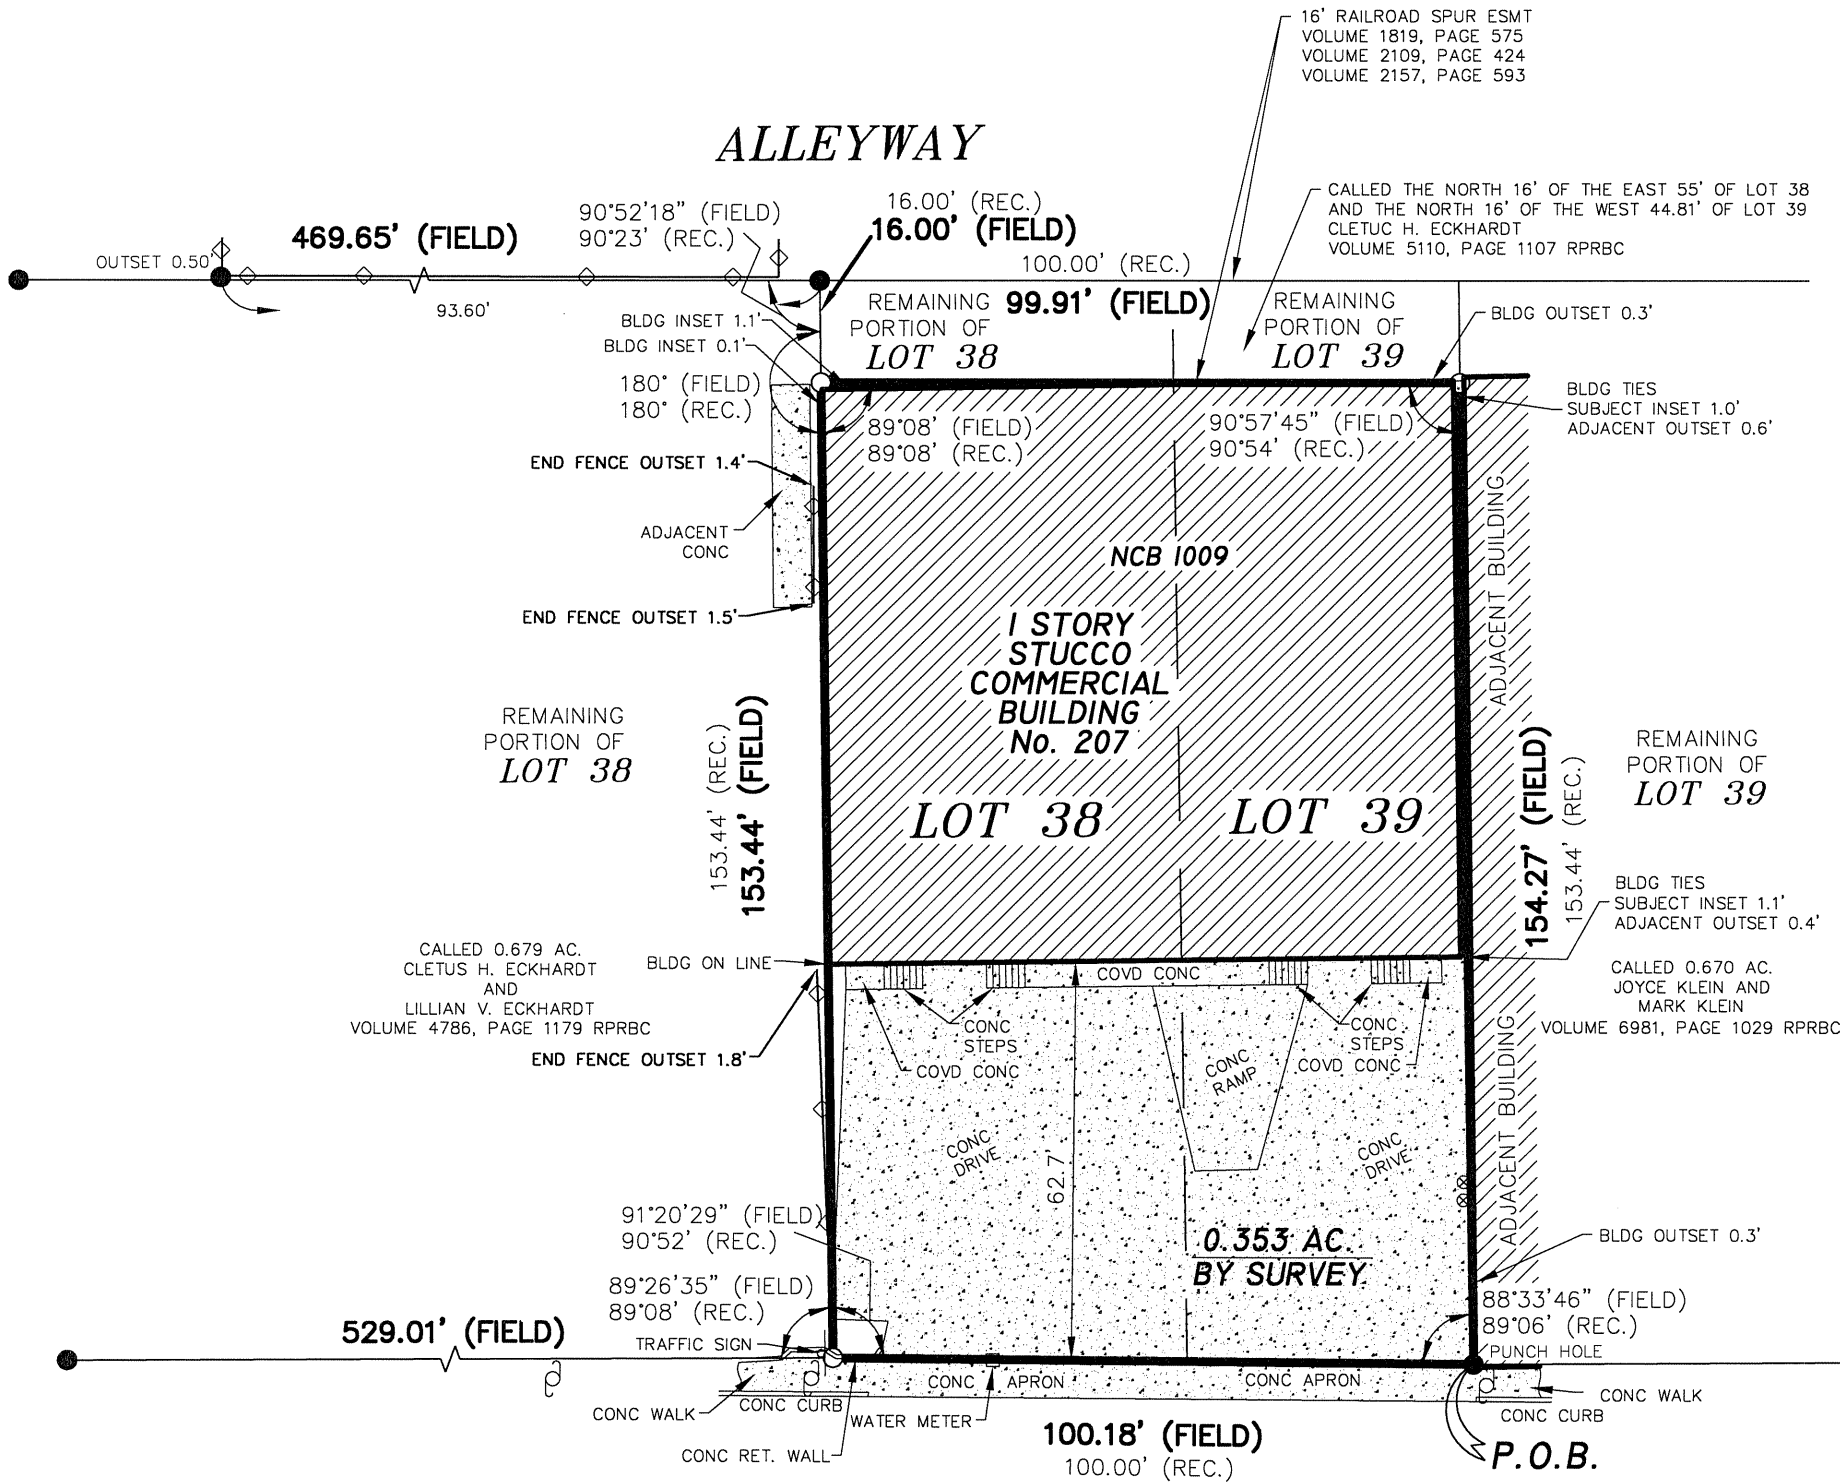 16' RAILROAD SPUR ESMT
VOLUME 1819, PAGE 575
VOLUME 2109, PAGE 424
VOLUME 2157, PAGE 593
ALLEYWAY
CALLED THE NORTH 16' OF THE EAST 55' OF LOT 38
AND THE NORTH 16' OF THE WEST 44.81' OF LOT 39
CLETUC H. ECKHARDT
VOLUME 5110, PAGE 1107 RPRBC
16.00' (REC.)
16.00' (FIELD)
90°52'18" (FIELD)
90°23' (REC.)
469.65' (FIELD)
OUTSET 0.50'
93.60'
100.00' (REC.)
99.91' (FIELD)
REMAINING
PORTION OF
LOT 38
REMAINING
PORTION OF
LOT 39
BLDG OUTSET 0.3'
BLDG INSET 1.1'
BLDG INSET 0.1'
180° (FIELD)
180° (REC.)
89°08' (FIELD)
89°08' (REC.)
90°57'45" (FIELD)
90°54' (REC.)
BLDG TIES
SUBJECT INSET 1.0'
ADJACENT OUTSET 0.6'
END FENCE OUTSET 1.4'
ADJACENT
CONC
END FENCE OUTSET 1.5'
NCB 1009
1 STORY
STUCCO
COMMERCIAL
BUILDING
No. 207
ADJACENT BUILDING
REMAINING
PORTION OF
LOT 38
153.44' (REC.)
153.44' (FIELD)
LOT 38
LOT 39
154.27' (FIELD)
153.44' (REC.)
REMAINING
PORTION OF
LOT 39
BLDG TIES
SUBJECT INSET 1.1'
ADJACENT OUTSET 0.4'
CALLED 0.679 AC.
CLETUS H. ECKHARDT
AND
LILLIAN V. ECKHARDT
VOLUME 4786, PAGE 1179 RPRBC
BLDG ON LINE
END FENCE OUTSET 1.8'
COVD CONC
CONC
STEPS
COVD CONC
CONC
STEPS
COVD CONC
CONC
RAMP
CALLED 0.670 AC.
JOYCE KLEIN AND
MARK KLEIN
VOLUME 6981, PAGE 1029 RPRBC
CONC
DRIVE
62.7'
CONC
DRIVE
ADJACENT BUILDING
0.353 AC.
BY SURVEY
BLDG OUTSET 0.3'
91°20'29" (FIELD)
90°52' (REC.)
89°26'35" (FIELD)
89°08' (REC.)
88°33'46" (FIELD)
89°06' (REC.)
PUNCH HOLE
529.01' (FIELD)
TRAFFIC SIGN
CONC APRON
CONC APRON
CONC WALK
CONC CURB
WATER METER
CONC RET. WALL
CONC WALK
CONC CURB
100.18' (FIELD)
100.00' (REC.)
P.O.B.